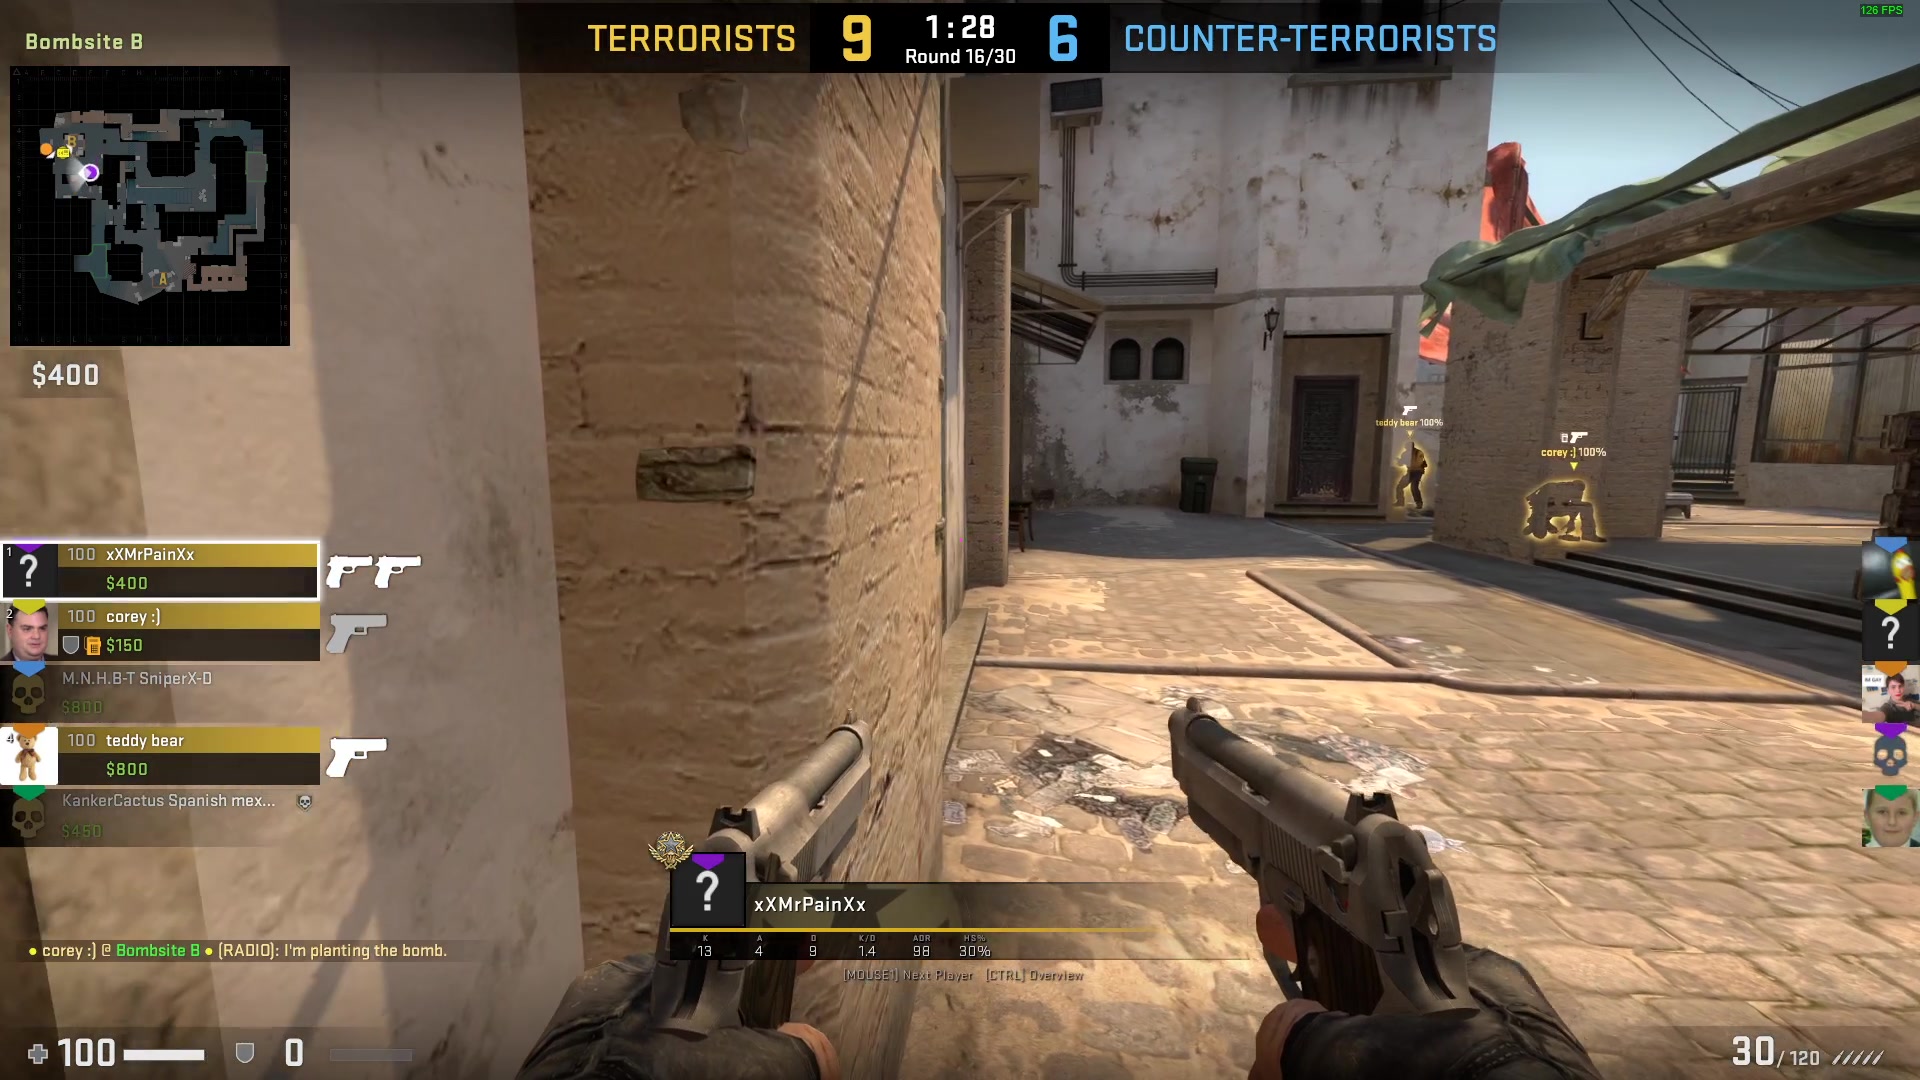 126 FPS
TERRORISTS 9 1:28 6 COUNTER-TERRORISTS
Round 16/30
Bombsite B
B
A
$400
teddy bear 100%
corey :) 100%
1 ? 100 xXMrPainXx
$400
2 100 corey :)
$150
M.N.H.B-T SniperX-D
$800
4 100 teddy bear
$800
KankerCactus Spanish mex...
$450
?
?
xXMrPainXx
K A D K/D ADR HS%
13 4 9 1.4 98 30%
[MOUSE1] Next Player [CTRL] Overview
● corey :) @ Bombsite B ● (RADIO): I'm planting the bomb.
100 0
30 / 120